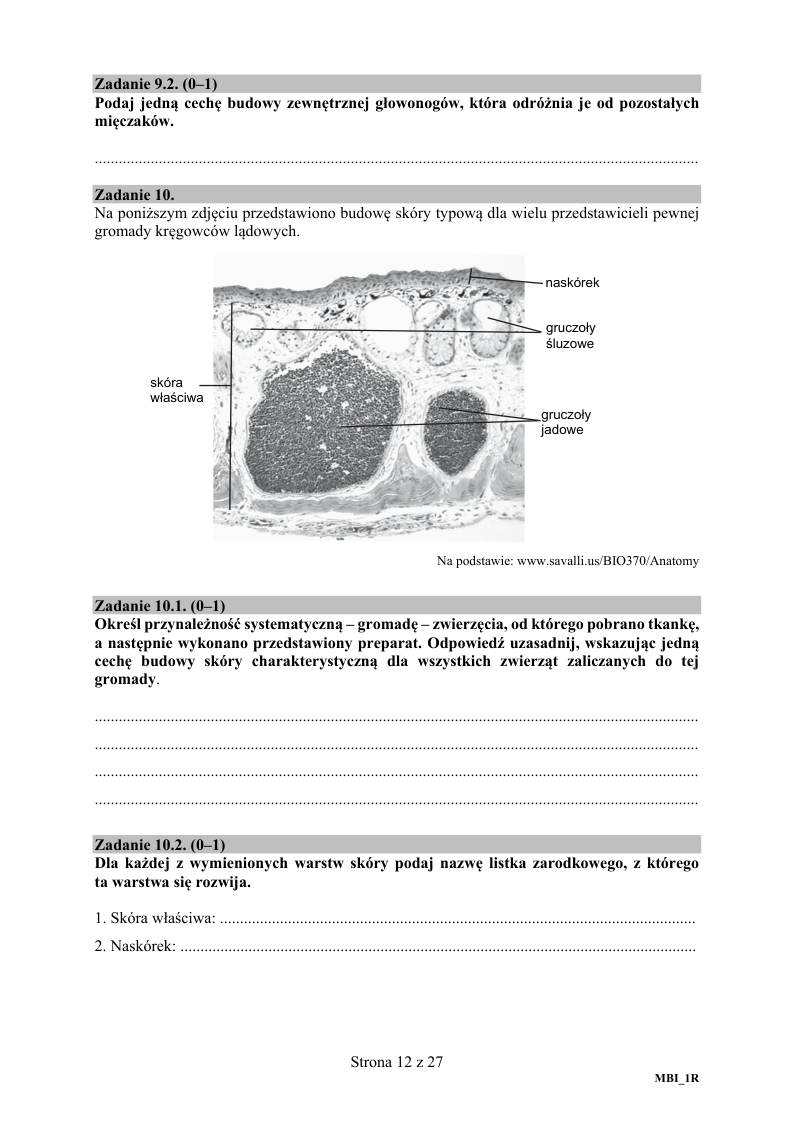 Zadanie 9.2. (0–1)
Podaj jedną cechę budowy zewnętrznej głowonogów, która odróżnia je od pozostałych
mięczaków.
......................................................................................................................................................
Zadanie 10.
Na poniższym zdjęciu przedstawiono budowę skóry typową dla wielu przedstawicieli pewnej
gromady kręgowców lądowych.
naskórek
gruczoły
śluzowe
skóra
właściwa
gruczoły
jadowe
Na podstawie: www.savalli.us/BIO370/Anatomy
Zadanie 10.1. (0–1)
Określ przynależność systematyczną – gromadę – zwierzęcia, od którego pobrano tkankę,
a następnie wykonano przedstawiony preparat. Odpowiedź uzasadnij, wskazując jedną
cechę budowy skóry charakterystyczną dla wszystkich zwierząt zaliczanych do tej
gromady.
......................................................................................................................................................
......................................................................................................................................................
......................................................................................................................................................
......................................................................................................................................................
Zadanie 10.2. (0–1)
Dla każdej z wymienionych warstw skóry podaj nazwę listka zarodkowego, z którego
ta warstwa się rozwija.
1. Skóra właściwa: ......................................................................................................................
2. Naskórek: ................................................................................................................................
Strona 12 z 27
MBI_1R